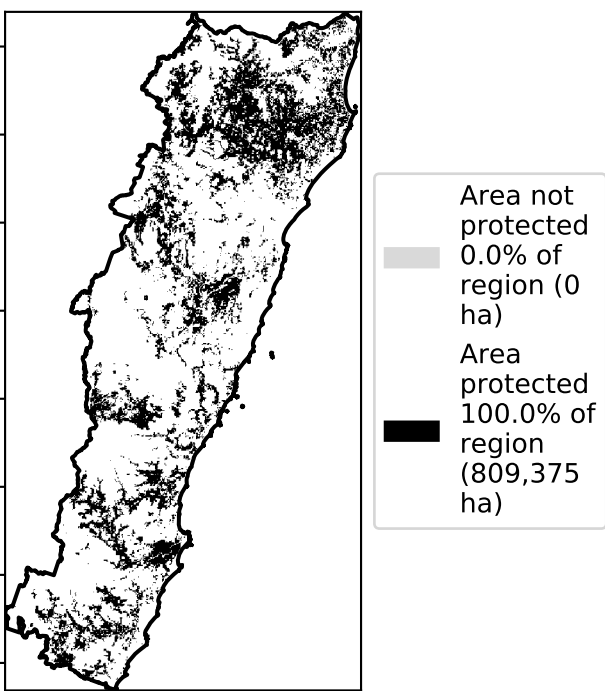 Area not
protected
0.0% of
region (0
ha)
Area
protected
100.0% of
region
(809,375
ha)